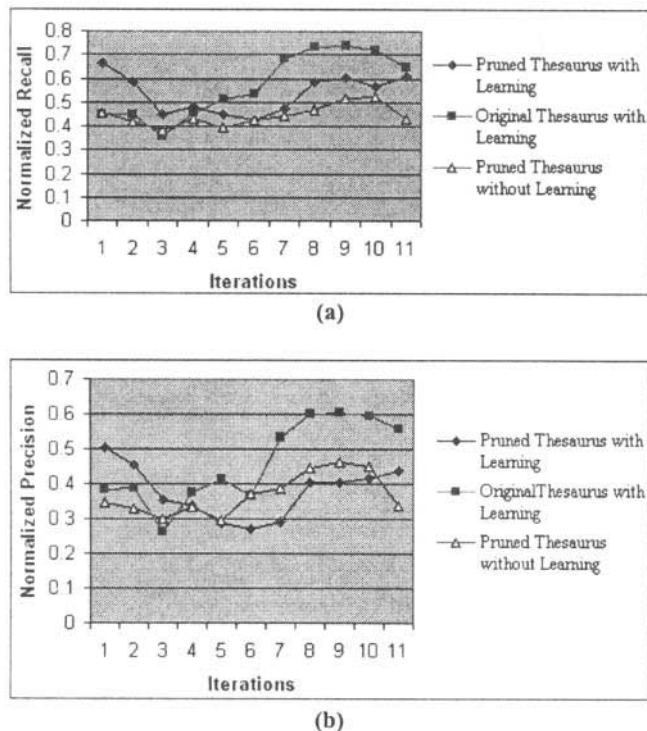 0.8
0.7
0.6
0.5
0.4
0.3
0.2
0.1
0
Normalized Recall
1 2 3 4 5 6 7 8 9 10 11
Iterations
Pruned Thesaurus with
Learning
Original Thesaurus with
Learning
Pruned Thesaurus
without Learning
(a)
0.7
0.6
0.5
0.4
0.3
0.2
0.1
0
Normalized Precision
1 2 3 4 5 6 7 8 9 10 11
Iterations
Pruned Thesaurus with
Learning
OriginalThesaurus with
Learning
Pruned Thesaurus
without Learning
(b)